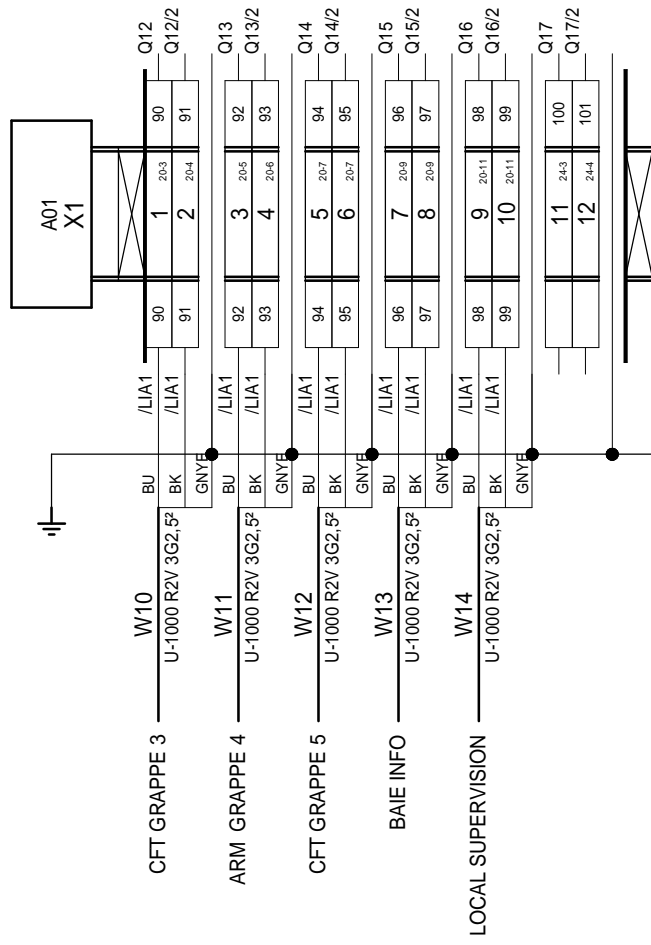 A01
X1
Q12
90
20-3
1
90
/LIA1
BU
Q12/2
91
20-4
2
91
/LIA1
BK
GNYE
W10
U-1000 R2V 3G2,5²
CFT GRAPPE 3
Q13
92
20-5
3
92
/LIA1
BU
Q13/2
93
20-6
4
93
/LIA1
BK
GNYE
W11
U-1000 R2V 3G2,5²
ARM GRAPPE 4
Q14
94
20-7
5
94
/LIA1
BU
Q14/2
95
20-7
6
95
/LIA1
BK
GNYE
W12
U-1000 R2V 3G2,5²
CFT GRAPPE 5
Q15
96
20-9
7
96
/LIA1
BU
Q15/2
97
20-9
8
97
/LIA1
BK
GNYE
W13
U-1000 R2V 3G2,5²
BAIE INFO
Q16
98
20-11
9
98
/LIA1
BU
Q16/2
99
20-11
10
99
/LIA1
BK
GNYE
W14
U-1000 R2V 3G2,5²
LOCAL SUPERVISION
Q17
100
24-3
11
Q17/2
101
24-4
12